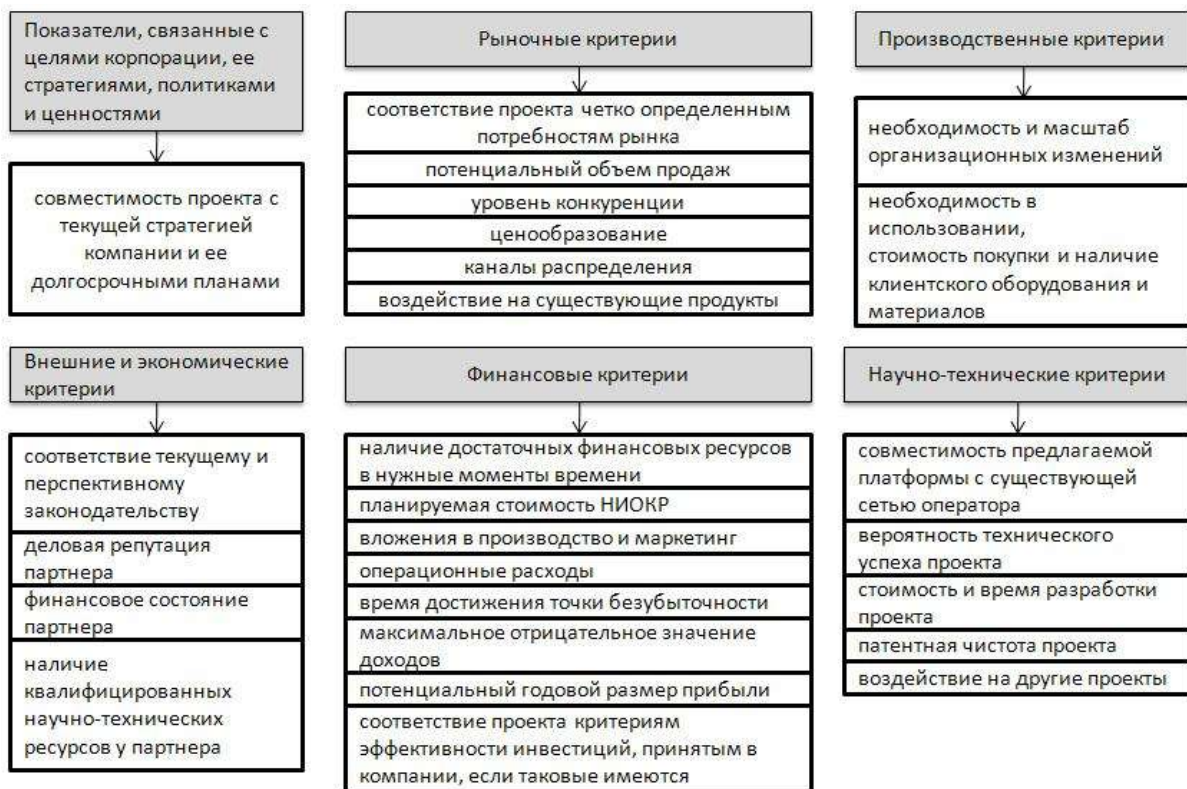 Показатели, связанные с
целями корпорации, ее
стратегиями, политиками
и ценностями
совместимость проекта с
текущей стратегией
компании и ее
долгосрочными планами
Рыночные критерии
соответствие проекта четко определенным
потребностям рынка
потенциальный объем продаж
уровень конкуренции
ценообразование
каналы распределения
воздействие на существующие продукты
Производственные критерии
необходимость и масштаб
организационных изменений
необходимость в
использовании,
стоимость покупки и наличие
клиентского оборудования и
материалов
Внешние и экономические
критерии
соответствие текущему и
перспективному
законодательству
деловая репутация
партнера
финансовое состояние
партнера
наличие
квалифицированных
научно-технических
ресурсов у партнера
Финансовые критерии
наличие достаточных финансовых ресурсов
в нужные моменты времени
планируемая стоимость НИОКР
вложения в производство и маркетинг
операционные расходы
время достижения точки безубыточности
максимальное отрицательное значение
доходов
потенциальный годовой размер прибыли
соответствие проекта критериям
эффективности инвестиций, принятым в
компании, если таковые имеются
Научно-технические критерии
совместимость предлагаемой
платформы с существующей
сетью оператора
вероятность технического
успеха проекта
стоимость и время разработки
проекта
патентная чистота проекта
воздействие на другие проекты